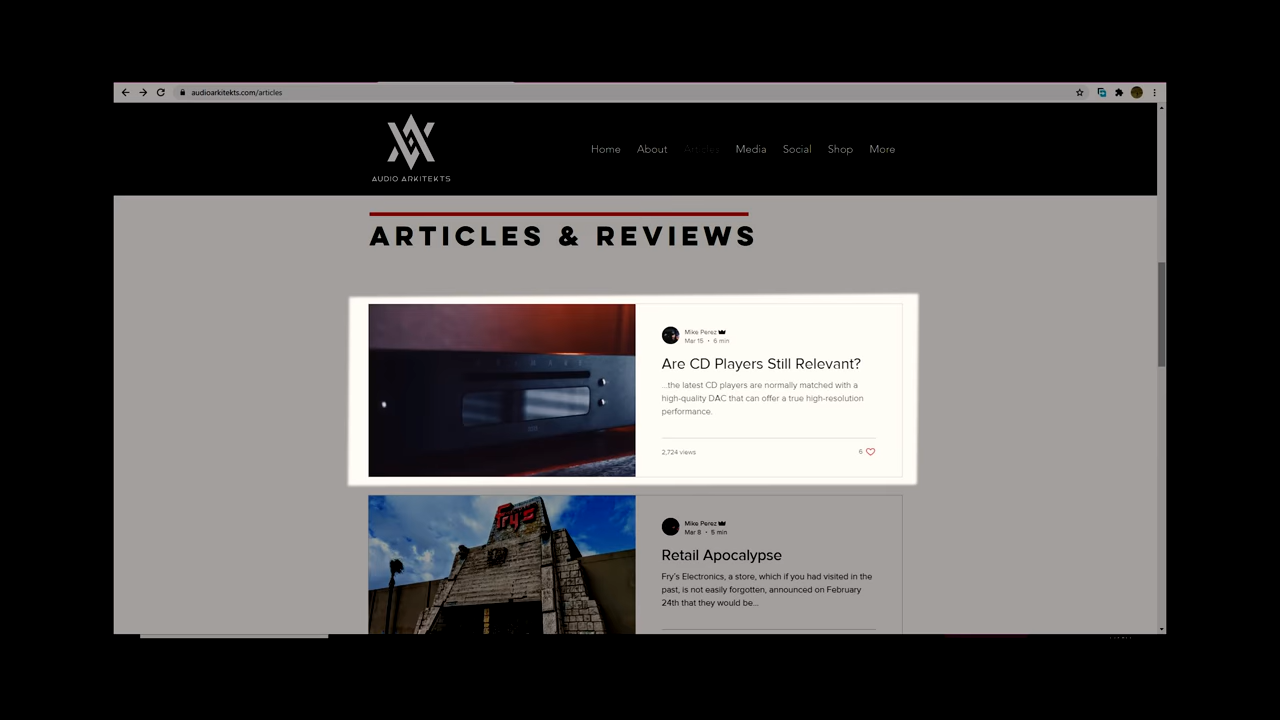 audioarkitekts.com/articles
AUDIO ARKITEKTS
Home About Articles Media Social Shop More
ARTICLES & REVIEWS
Mike Perez
Mar 15 • 6 min
Are CD Players Still Relevant?
...the latest CD players are normally matched with a
high-quality DAC that can offer a true high-resolution
performance.
2,724 views 6
fry's
Mike Perez
Mar 8 • 5 min
Retail Apocalypse
Fry's Electronics, a store, which if you had visited in the
past, is not easily forgotten, announced on February
24th that they would be...